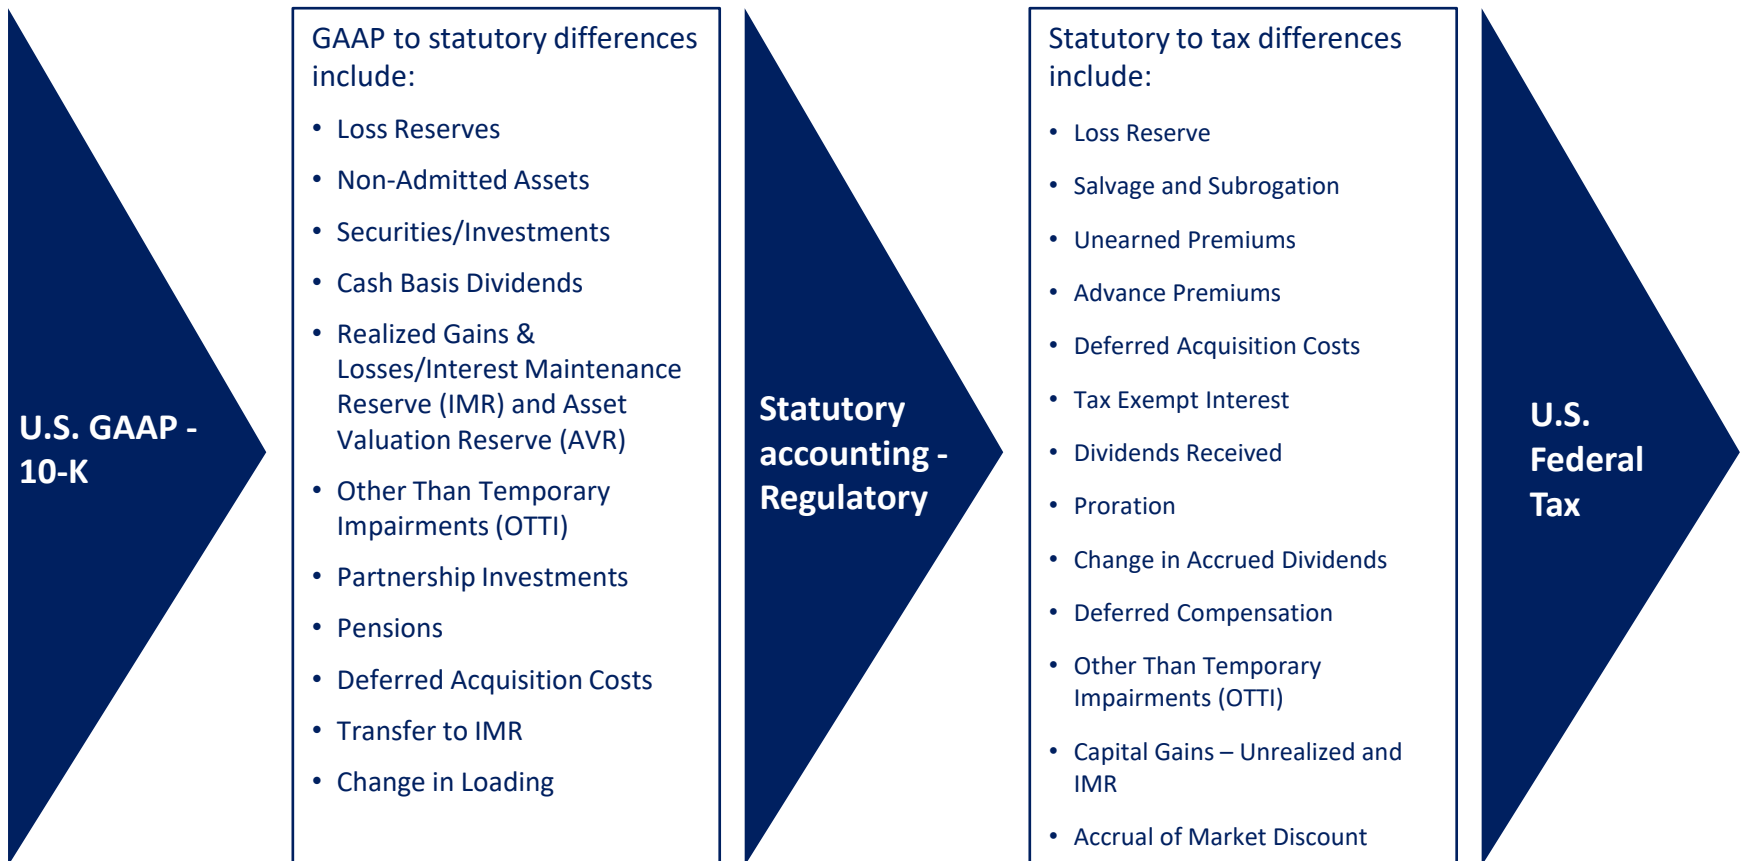 U.S. GAAP -
10-K
GAAP to statutory differences
include:
• Loss Reserves
• Non-Admitted Assets
• Securities/Investments
• Cash Basis Dividends
• Realized Gains &
Losses/Interest Maintenance
Reserve (IMR) and Asset
Valuation Reserve (AVR)
• Other Than Temporary
Impairments (OTTI)
• Partnership Investments
• Pensions
• Deferred Acquisition Costs
• Transfer to IMR
• Change in Loading
Statutory
accounting -
Regulatory
Statutory to tax differences
include:
• Loss Reserve
• Salvage and Subrogation
• Unearned Premiums
• Advance Premiums
• Deferred Acquisition Costs
• Tax Exempt Interest
• Dividends Received
• Proration
• Change in Accrued Dividends
• Deferred Compensation
• Other Than Temporary
Impairments (OTTI)
• Capital Gains – Unrealized and
IMR
• Accrual of Market Discount
U.S.
Federal
Tax